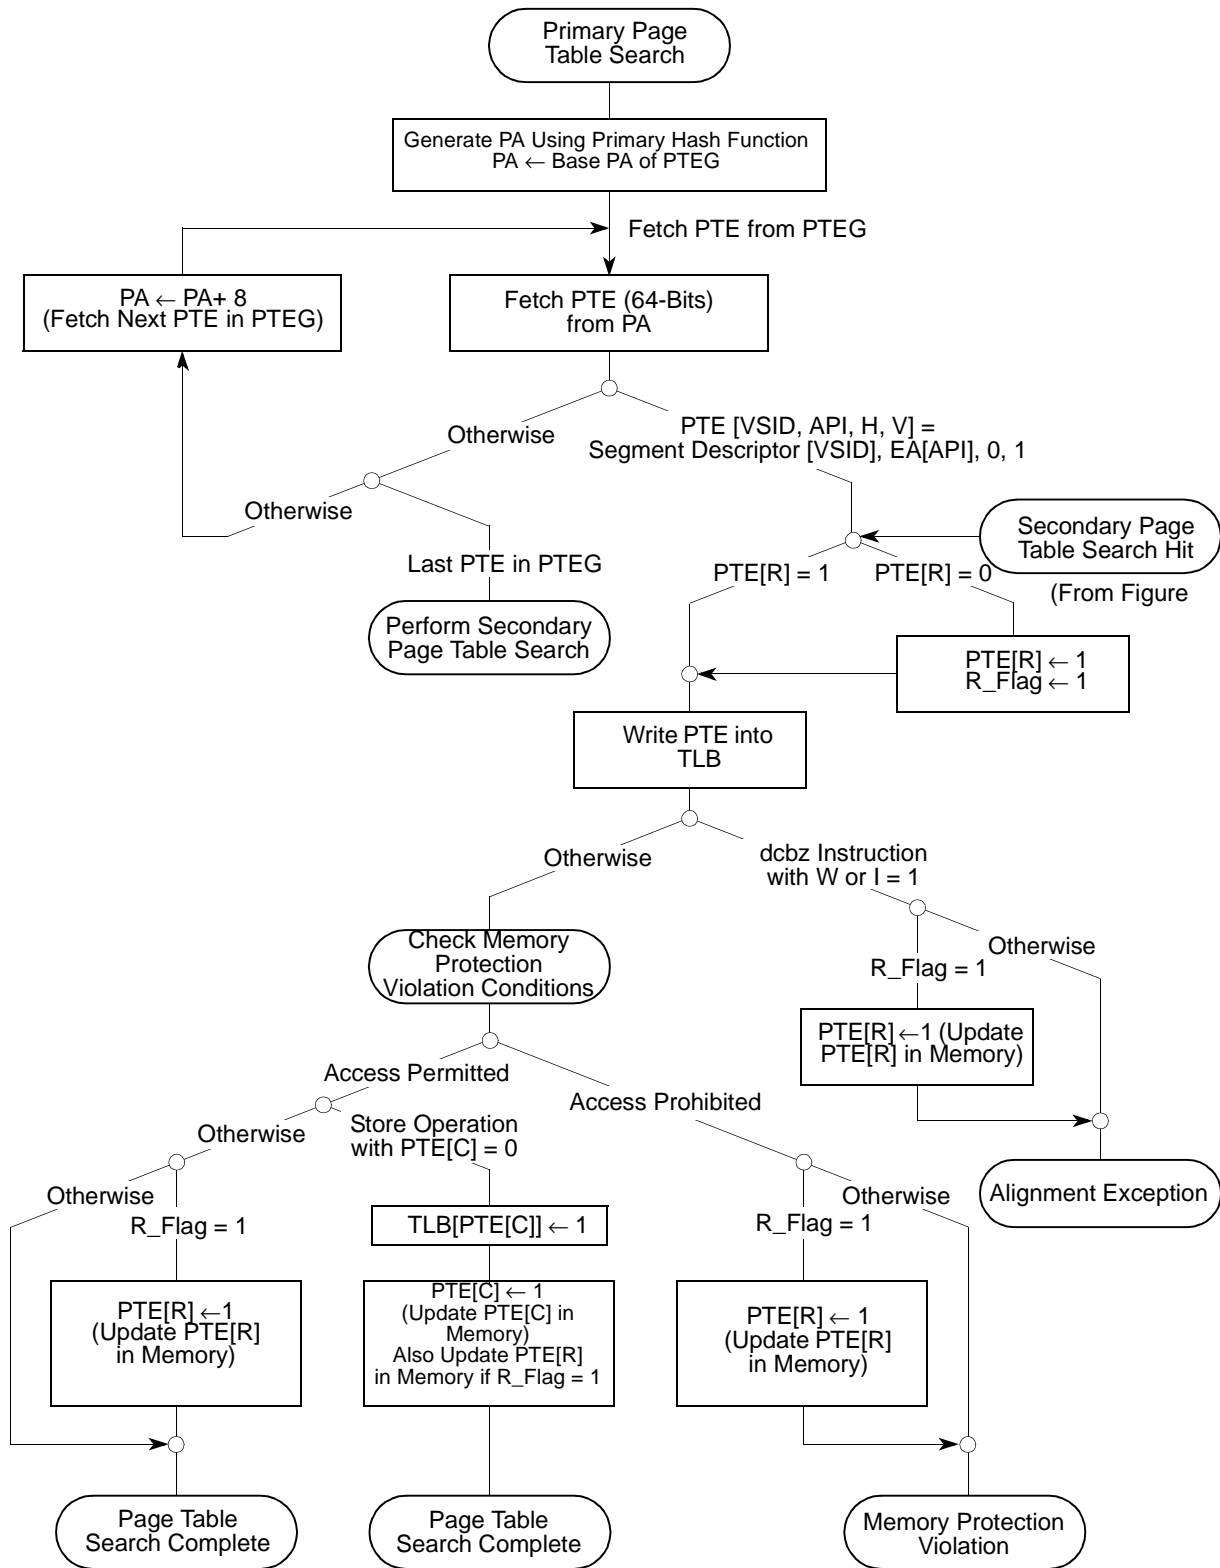 Primary Page
Table Search
Generate PA Using Primary Hash Function
PA ← Base PA of PTEG
Fetch PTE from PTEG
PA ← PA+ 8
(Fetch Next PTE in PTEG)
Fetch PTE (64-Bits)
from PA
Otherwise
PTE [VSID, API, H, V] =
Segment Descriptor [VSID], EA[API], 0, 1
Otherwise
Last PTE in PTEG
Perform Secondary
Page Table Search
Secondary Page
Table Search Hit
(From Figure
PTE[R] = 1
PTE[R] = 0
PTE[R] ← 1
R_Flag ← 1
Write PTE into
TLB
Otherwise
dcbz Instruction
with W or I = 1
Check Memory
Protection
Violation Conditions
Otherwise
R_Flag = 1
PTE[R] ←1 (Update
PTE[R] in Memory)
Alignment Exception
Access Permitted
Access Prohibited
Otherwise
Store Operation
with PTE[C] = 0
Otherwise
R_Flag = 1
TLB[PTE[C]] ← 1
Otherwise
R_Flag = 1
PTE[R] ←1
(Update PTE[R]
in Memory)
PTE[C] ← 1
(Update PTE[C] in
Memory)
Also Update PTE[R]
in Memory if R_Flag = 1
PTE[R] ← 1
(Update PTE[R]
in Memory)
Page Table
Search Complete
Page Table
Search Complete
Memory Protection
Violation